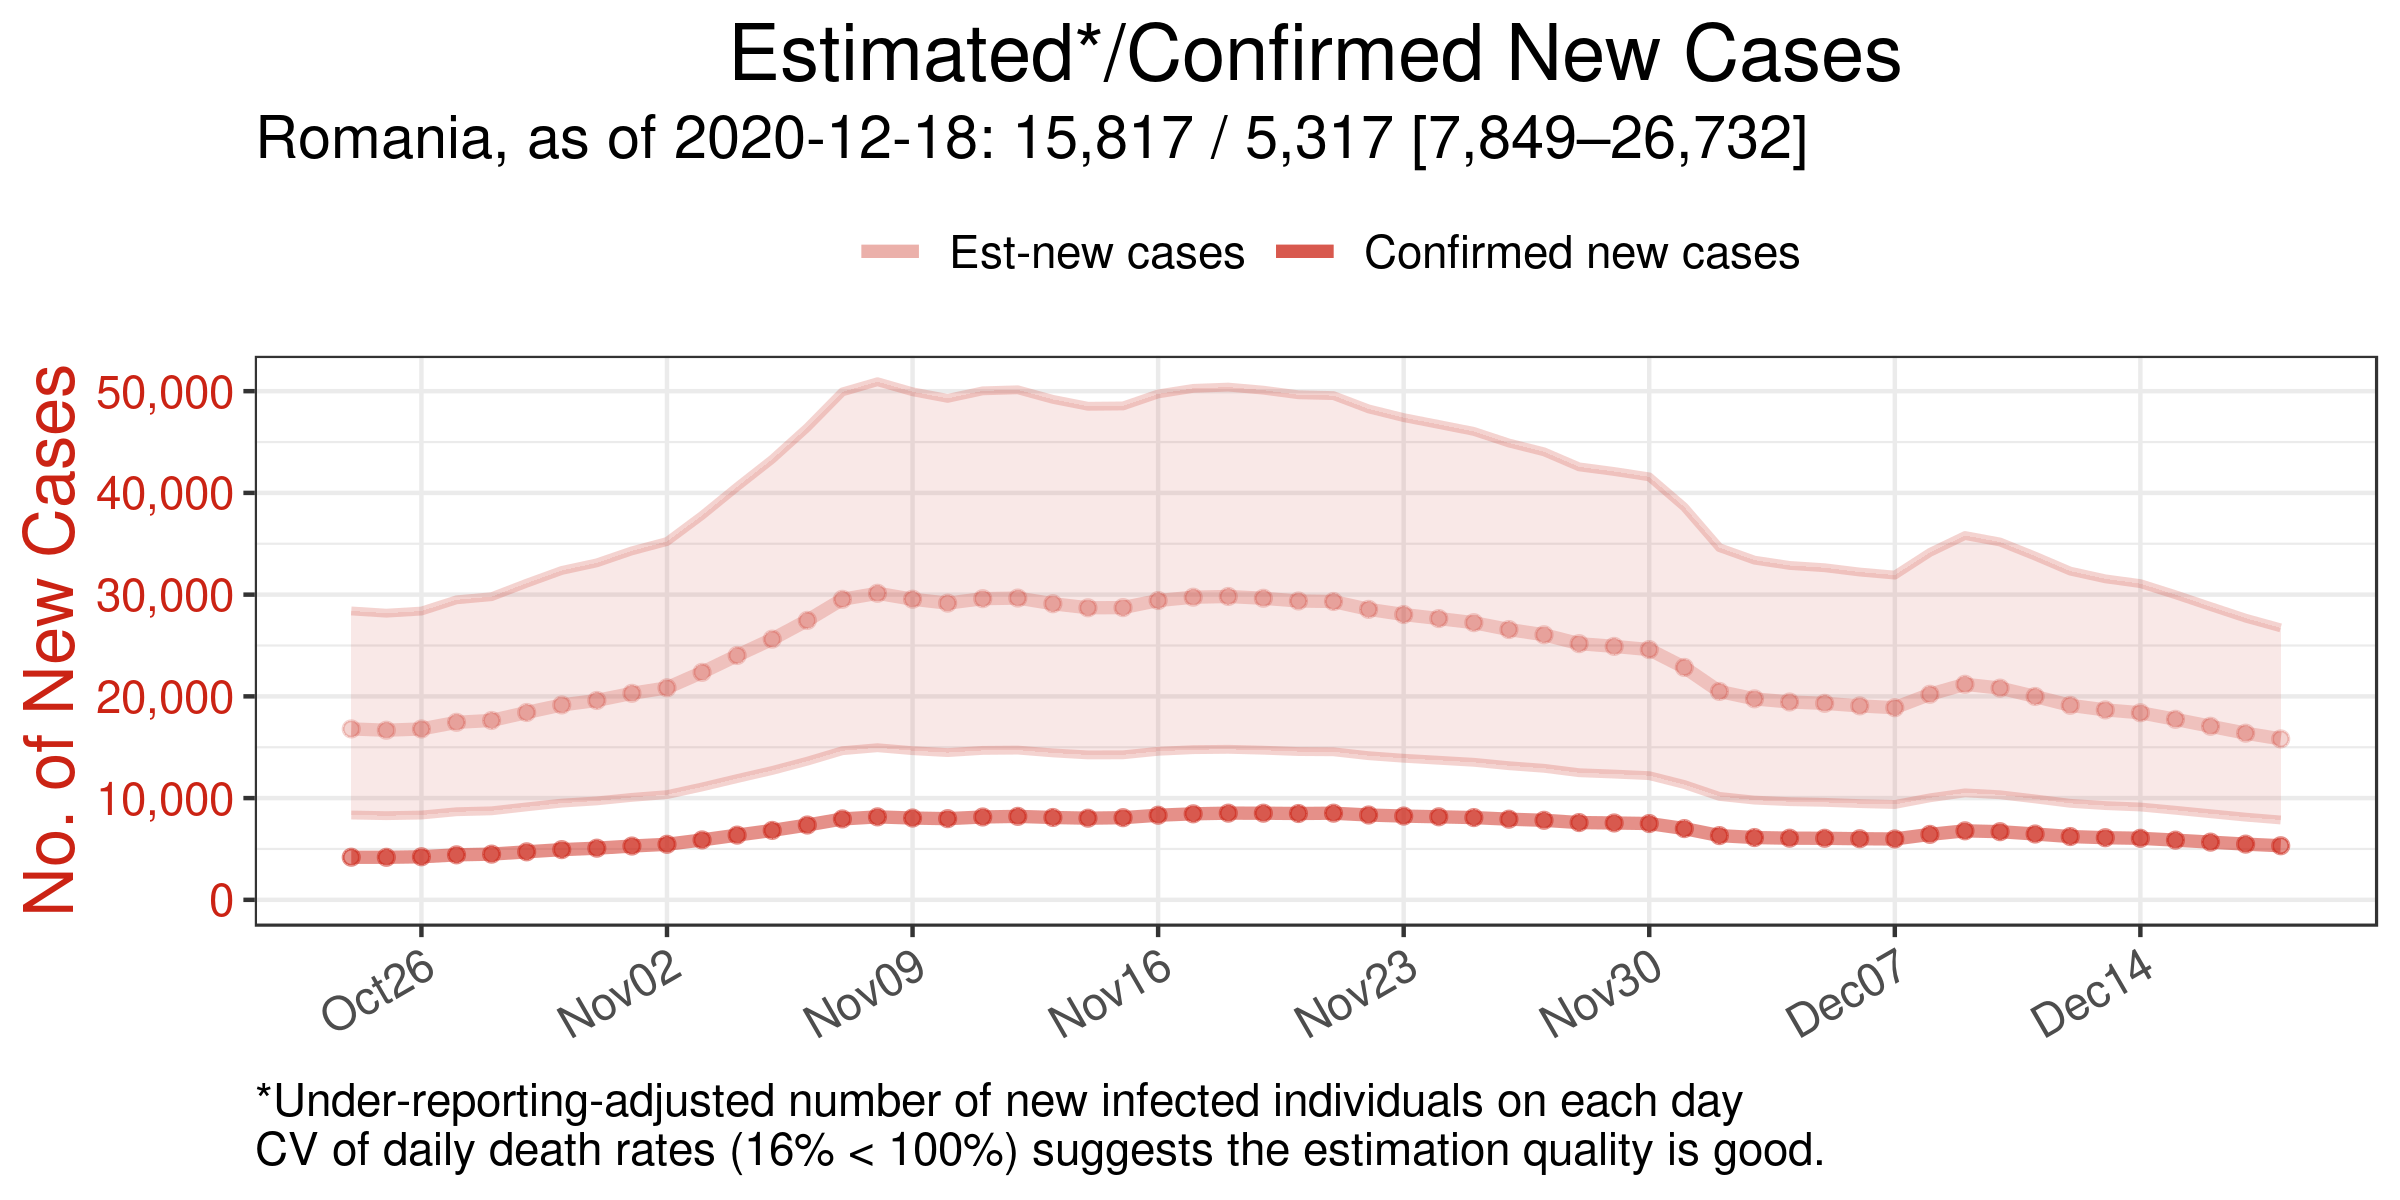 Estimated*/Confirmed New Cases
Romania, as of 2020-12-18: 15,817 / 5,317 [7,849–26,732]
Est-new cases Confirmed new cases
No. of New Cases
50,000
40,000
30,000
20,000
10,000
0
Oct26 Nov02 Nov09 Nov16 Nov23 Nov30 Dec07 Dec14
*Under-reporting-adjusted number of new infected individuals on each day
CV of daily death rates (16% < 100%) suggests the estimation quality is good.